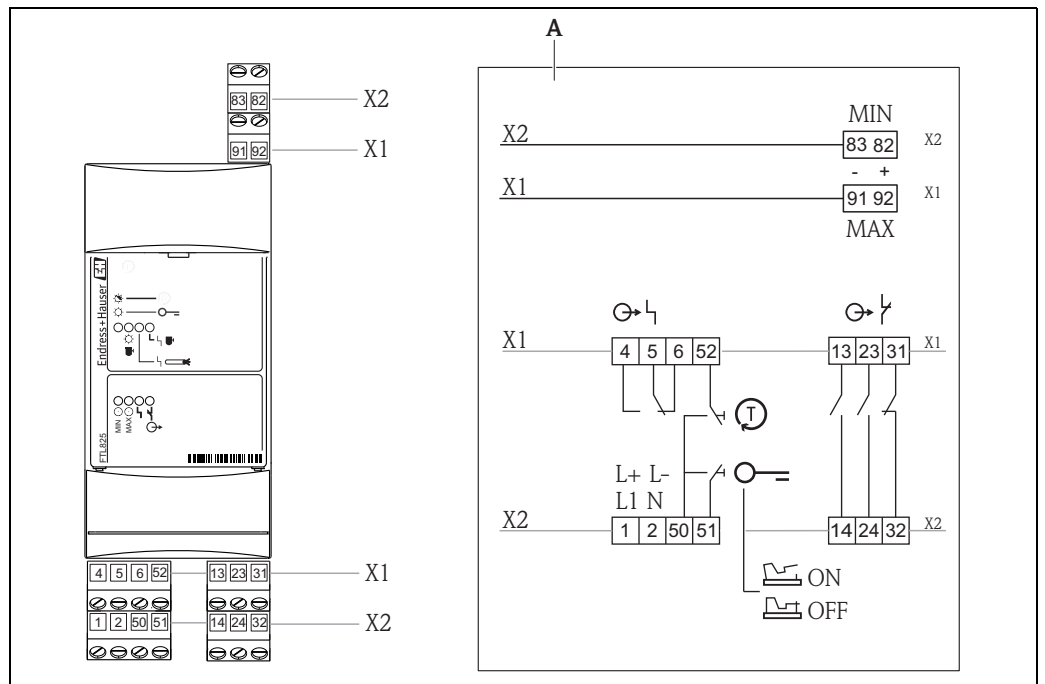 A
83 82 X2
91 92 X1
Endress+Hauser
FTL825
MIN
MAX
4 5 6 52 13 23 31 X1
1 2 50 51 14 24 32 X2
MIN
X2 83 82 X2
- +
X1 91 92 X1
MAX
X1 4 5 6 52 13 23 31 X1
T
L+ L-
L1 N
X2 1 2 50 51 14 24 32 X2
ON
OFF